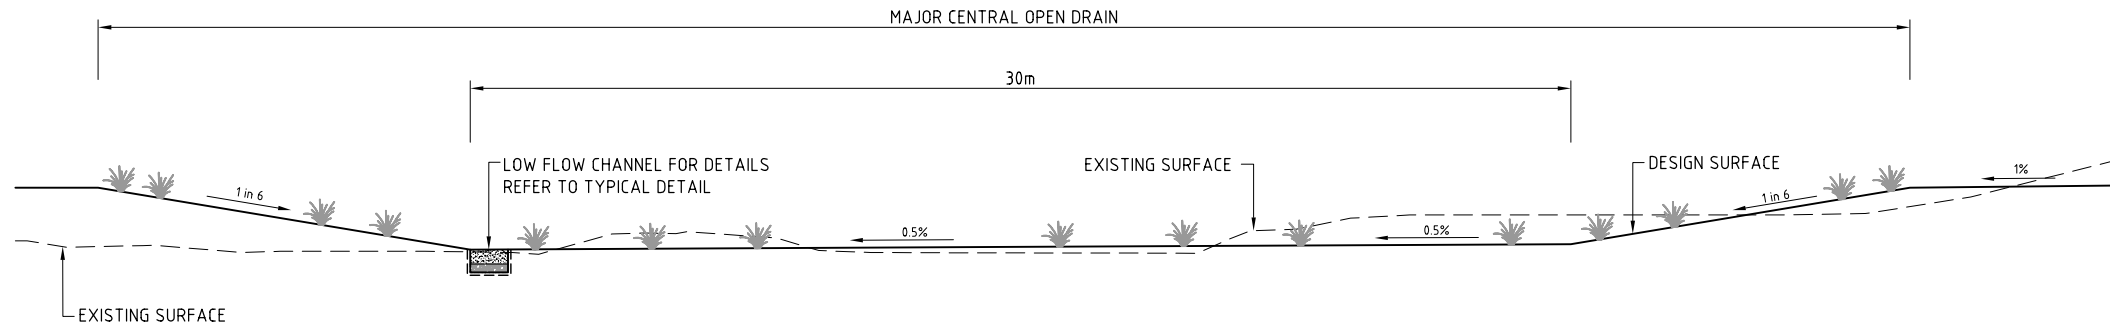 MAJOR CENTRAL OPEN DRAIN
30m
LOW FLOW CHANNEL FOR DETAILS
REFER TO TYPICAL DETAIL
EXISTING SURFACE
DESIGN SURFACE
1%
1 in 6
1 in 6
0.5%
0.5%
EXISTING SURFACE